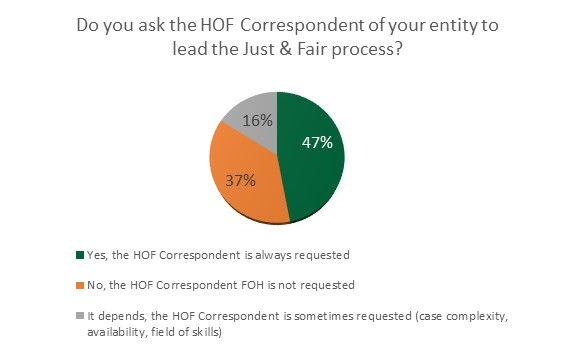 Do you ask the HOF Correspondent of your entity to
lead the Just & Fair process?
16%
47%
37%
Yes, the HOF Correspondent is always requested
No, the HOF Correspondent FOH is not requested
It depends, the HOF Correspondent is sometimes requested (case complexity,
availability, field of skills)